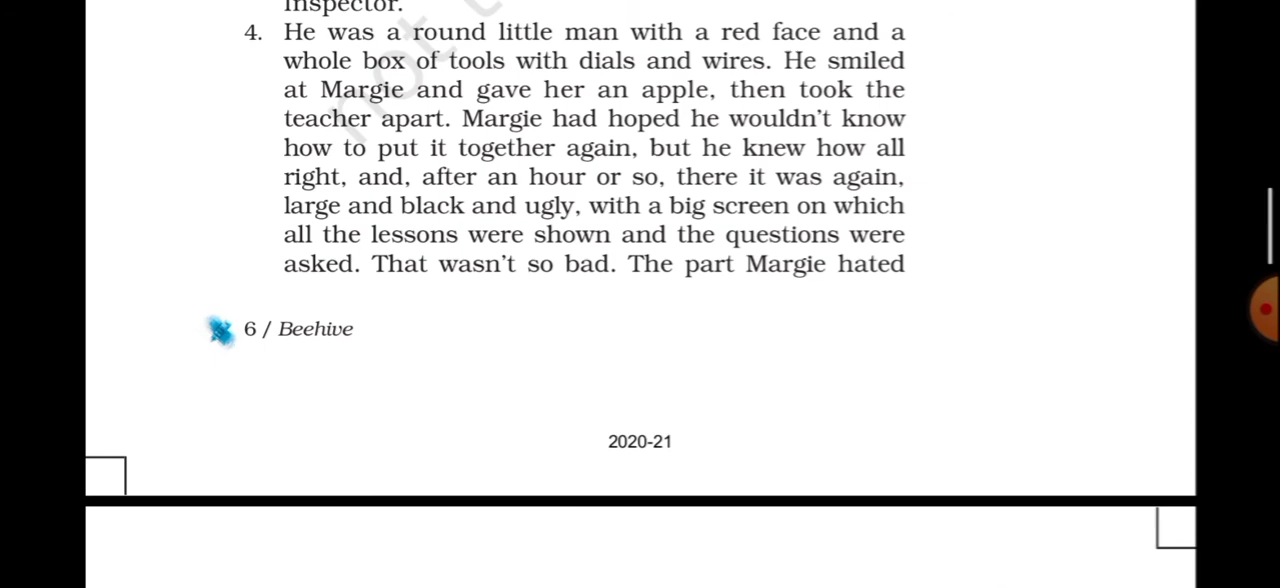 inspector.
4. He was a round little man with a red face and a
whole box of tools with dials and wires. He smiled
at Margie and gave her an apple, then took the
teacher apart. Margie had hoped he wouldn't know
how to put it together again, but he knew how all
right, and, after an hour or so, there it was again,
large and black and ugly, with a big screen on which
all the lessons were shown and the questions were
asked. That wasn't so bad. The part Margie hated
6 / Beehive
2020-21